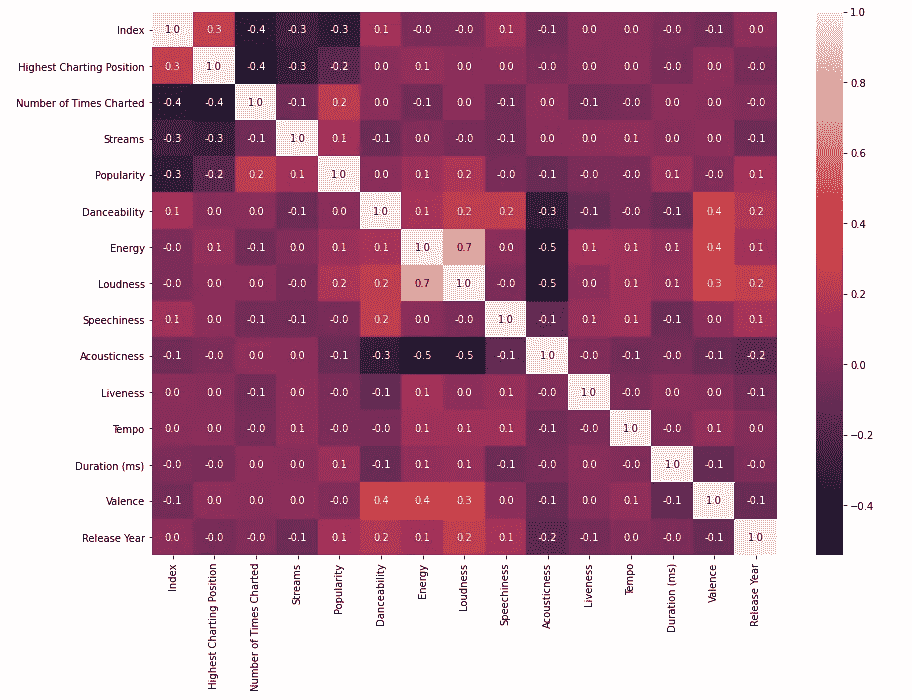 Index 1.0 0.3 -0.4 -0.3 -0.3 0.1 -0.0 -0.0 0.1 -0.1 0.0 0.0 -0.0 -0.1 0.0
Highest Charting Position 0.3 1.0 -0.4 -0.3 -0.2 0.0 0.1 0.0 0.0 -0.0 0.0 0.0 -0.0 0.0 -0.0
Number of Times Charted -0.4 -0.4 1.0 -0.1 0.2 0.0 -0.1 0.0 -0.1 0.0 -0.1 -0.0 0.0 0.0 -0.0
Streams -0.3 -0.3 -0.1 1.0 0.1 -0.1 0.0 -0.0 -0.1 0.0 0.0 0.1 0.0 0.0 -0.1
Popularity -0.3 -0.2 0.2 0.1 1.0 0.0 0.1 0.2 -0.0 -0.1 -0.0 -0.0 0.1 -0.0 0.1
Danceability 0.1 0.0 0.0 -0.1 0.0 1.0 0.1 0.2 0.2 -0.3 -0.1 -0.0 -0.1 0.4 0.2
Energy -0.0 0.1 -0.1 0.0 0.1 0.1 1.0 0.7 0.0 -0.5 0.1 0.1 0.1 0.4 0.1
Loudness -0.0 0.0 0.0 -0.0 0.2 0.2 0.7 1.0 -0.0 -0.5 0.0 0.1 0.1 0.3 0.2
Speechiness 0.1 0.0 -0.1 -0.1 -0.0 0.2 0.0 -0.0 1.0 -0.1 0.1 0.1 -0.1 0.0 0.1
Acousticness -0.1 -0.0 0.0 0.0 -0.1 -0.3 -0.5 -0.5 -0.1 1.0 -0.0 -0.1 -0.0 -0.1 -0.2
Liveness 0.0 0.0 -0.1 0.0 -0.0 -0.1 0.1 0.0 0.1 -0.0 1.0 -0.0 0.0 0.0 -0.1
Tempo 0.0 0.0 -0.0 0.1 -0.0 -0.0 0.1 0.1 0.1 -0.1 -0.0 1.0 -0.0 0.1 0.0
Duration (ms) -0.0 -0.0 0.0 0.0 0.1 -0.1 0.1 0.1 -0.1 -0.0 0.0 -0.0 1.0 -0.1 -0.0
Valence -0.1 0.0 0.0 0.0 -0.0 0.4 0.4 0.3 0.0 -0.1 0.0 0.1 -0.1 1.0 -0.1
Release Year 0.0 -0.0 -0.0 -0.1 0.1 0.2 0.1 0.2 0.1 -0.2 -0.1 0.0 -0.0 -0.1 1.0
Index
Highest Charting Position
Number of Times Charted
Streams
Popularity
Danceability
Energy
Loudness
Speechiness
Acousticness
Liveness
Tempo
Duration (ms)
Valence
Release Year
1.0
0.8
0.6
0.4
0.2
0.0
−0.2
−0.4